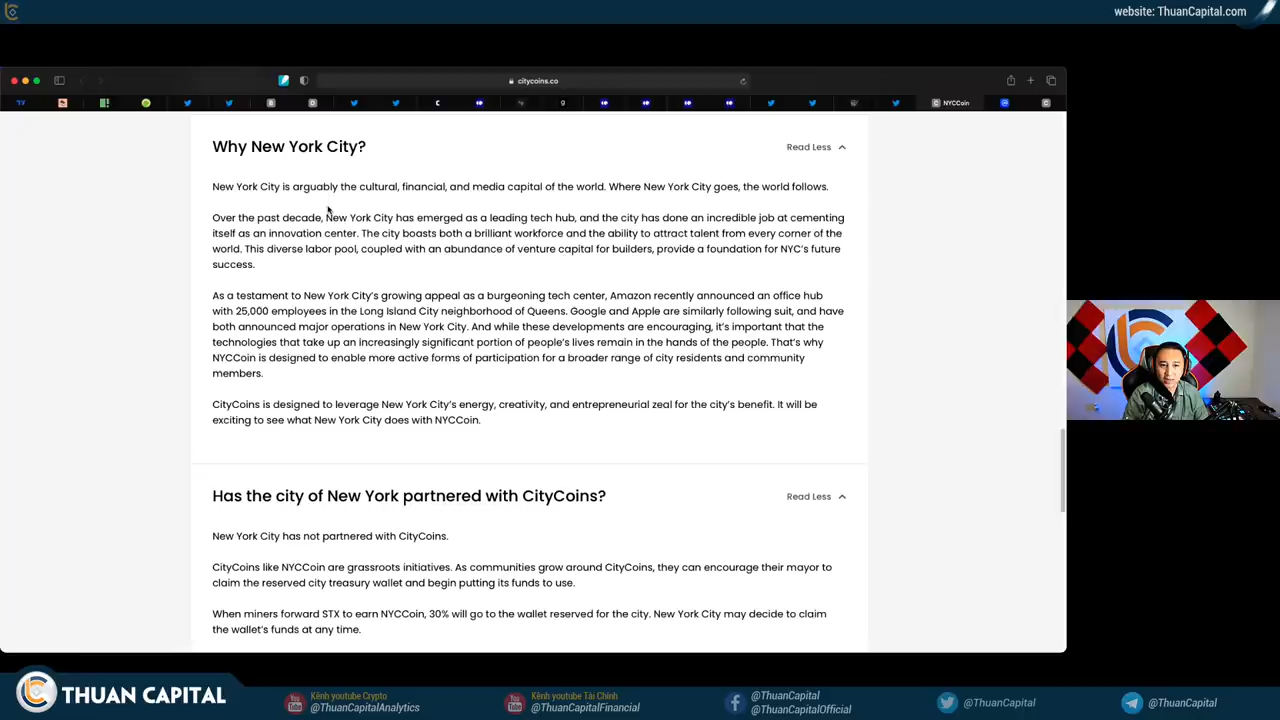 website: ThuanCapital.com
citycoins.co
NYCCoin
Why New York City?
Read Less
New York City is arguably the cultural, financial, and media capital of the world. Where New York City goes, the world follows.
Over the past decade, New York City has emerged as a leading tech hub, and the city has done an incredible job at cementing
itself as an innovation center. The city boasts both a brilliant workforce and the ability to attract talent from every corner of the
world. This diverse labor pool, coupled with an abundance of venture capital for builders, provide a foundation for NYC's future
success.
As a testament to New York City's growing appeal as a burgeoning tech center, Amazon recently announced an office hub
with 25,000 employees in the Long Island City neighborhood of Queens. Google and Apple are similarly following suit, and have
both announced major operations in New York City. And while these developments are encouraging, it's important that the
technologies that take up an increasingly significant portion of people's lives remain in the hands of the people. That's why
NYCCoin is designed to enable more active forms of participation for a broader range of city residents and community
members.
CityCoins is designed to leverage New York City's energy, creativity, and entrepreneurial zeal for the city's benefit. It will be
exciting to see what New York City does with NYCCoin.
Has the city of New York partnered with CityCoins?
Read Less
New York City has not partnered with CityCoins.
CityCoins like NYCCoin are grassroots initiatives. As communities grow around CityCoins, they can encourage their mayor to
claim the reserved city treasury wallet and begin putting its funds to use.
When miners forward STX to earn NYCCoin, 30% will go to the wallet reserved for the city. New York City may decide to claim
the wallet's funds at any time.
THUAN CAPITAL
Kênh youtube Crypto
@ThuanCapitalAnalytics
Kênh youtube Tài Chính
@ThuanCapitalFinancial
@ThuanCapital
@ThuanCapitalOfficial
@ThuanCapital
@ThuanCapital